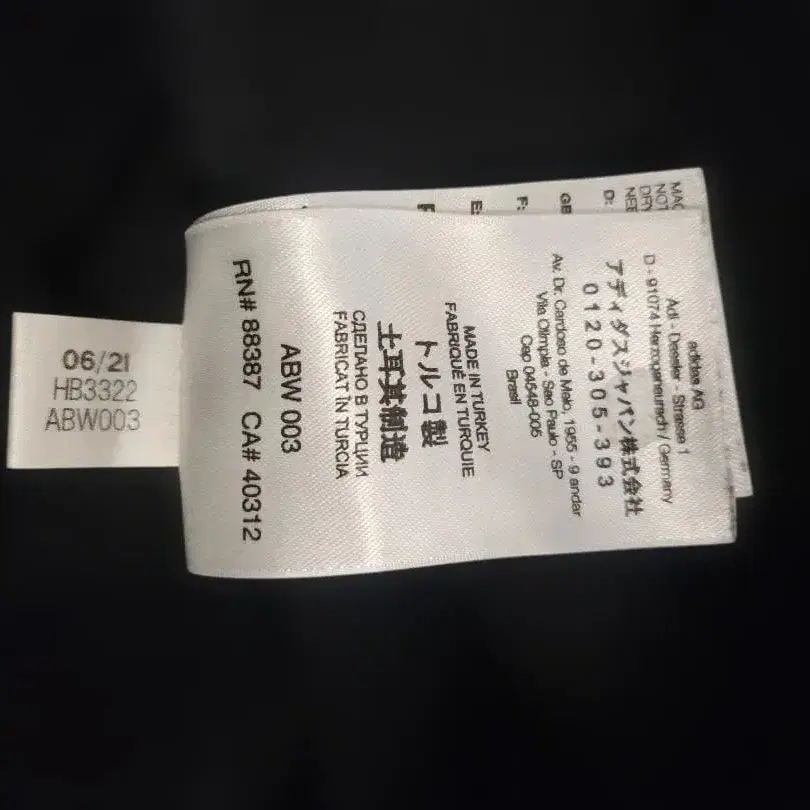 06/21
HB3322
ABW003
adidas AG
Adi - Dassler - Strasse 1
D - 91074 Herzogenaurach / Germany
アディダスジャパン株式会社
0120-305-393
Av. Dr. Cardoso de Melo, 1955 - 9 andar
Vila Olimpia - Sao Paulo - SP
Cep 04548-005
Brasil
MADE IN TURKEY
FABRIQUÉ EN TURQUIE
トルコ製
土耳其制造
СДЕЛАНО В ТУРЦИИ
FABRICAT ÎN TURCIA
ABW 003
RN# 88387 CA# 40312
NOT
DRY
D:
GB
F:
E: